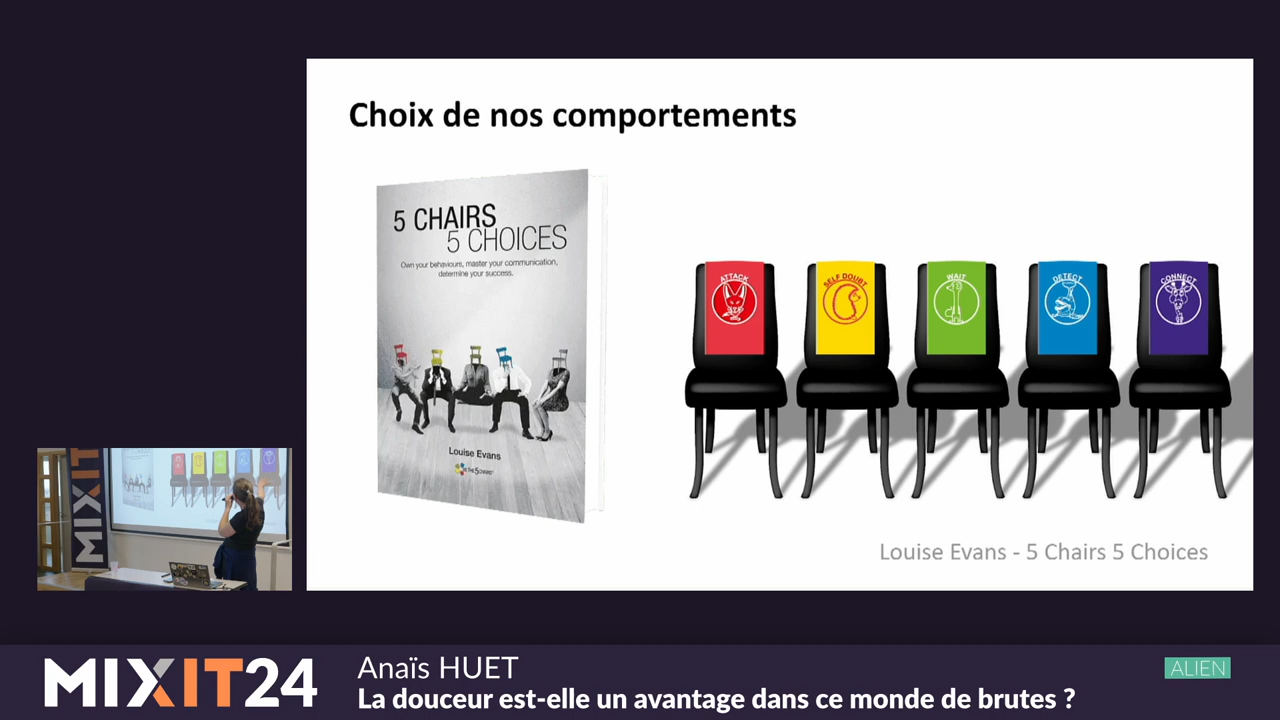 Choix de nos comportements
5 CHAIRS
5 CHOICES
Own your behaviours, master your communication,
determine your success.
Louise Evans
ATTACK
SELF DOUBT
WAIT
DETECT
CONNECT
Louise Evans - 5 Chairs 5 Choices
MIXIT
MIXIT24
Anaïs HUET
La douceur est-elle un avantage dans ce monde de brutes ?
ALIEN